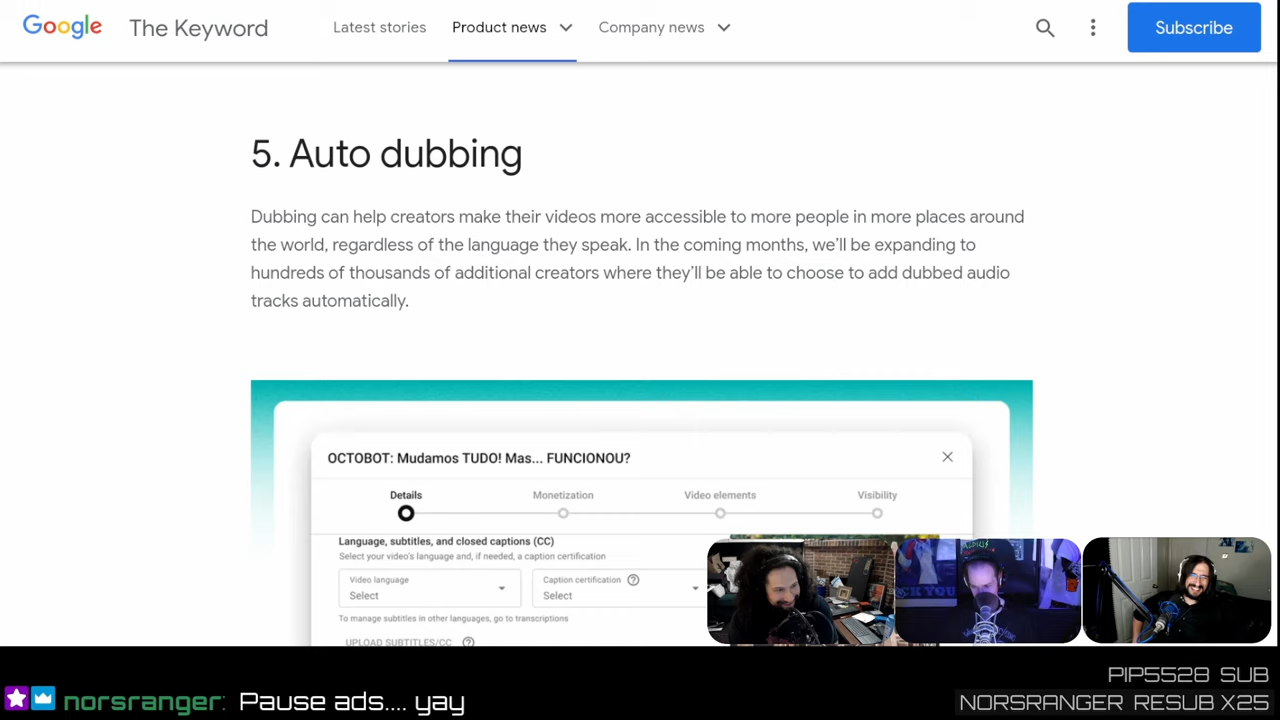 Google The Keyword Latest stories Product news Company news Subscribe
5. Auto dubbing
Dubbing can help creators make their videos more accessible to more people in more places around
the world, regardless of the language they speak. In the coming months, we’ll be expanding to
hundreds of thousands of additional creators where they’ll be able to choose to add dubbed audio
tracks automatically.
OCTOBOT: Mudamos TUDO! Mas... FUNCIONOU?
Details Monetization Video elements Visibility
Language, subtitles, and closed captions (CC)
Select your video's language and, if needed, a caption certification
Video language Caption certification ?
Select Select
To manage subtitles in other languages, go to transcriptions
UPLOAD SUBTITLES/CC ?
PIP5528 SUB
norsranger: Pause ads.... yay
NORSRANGER RESUB X25